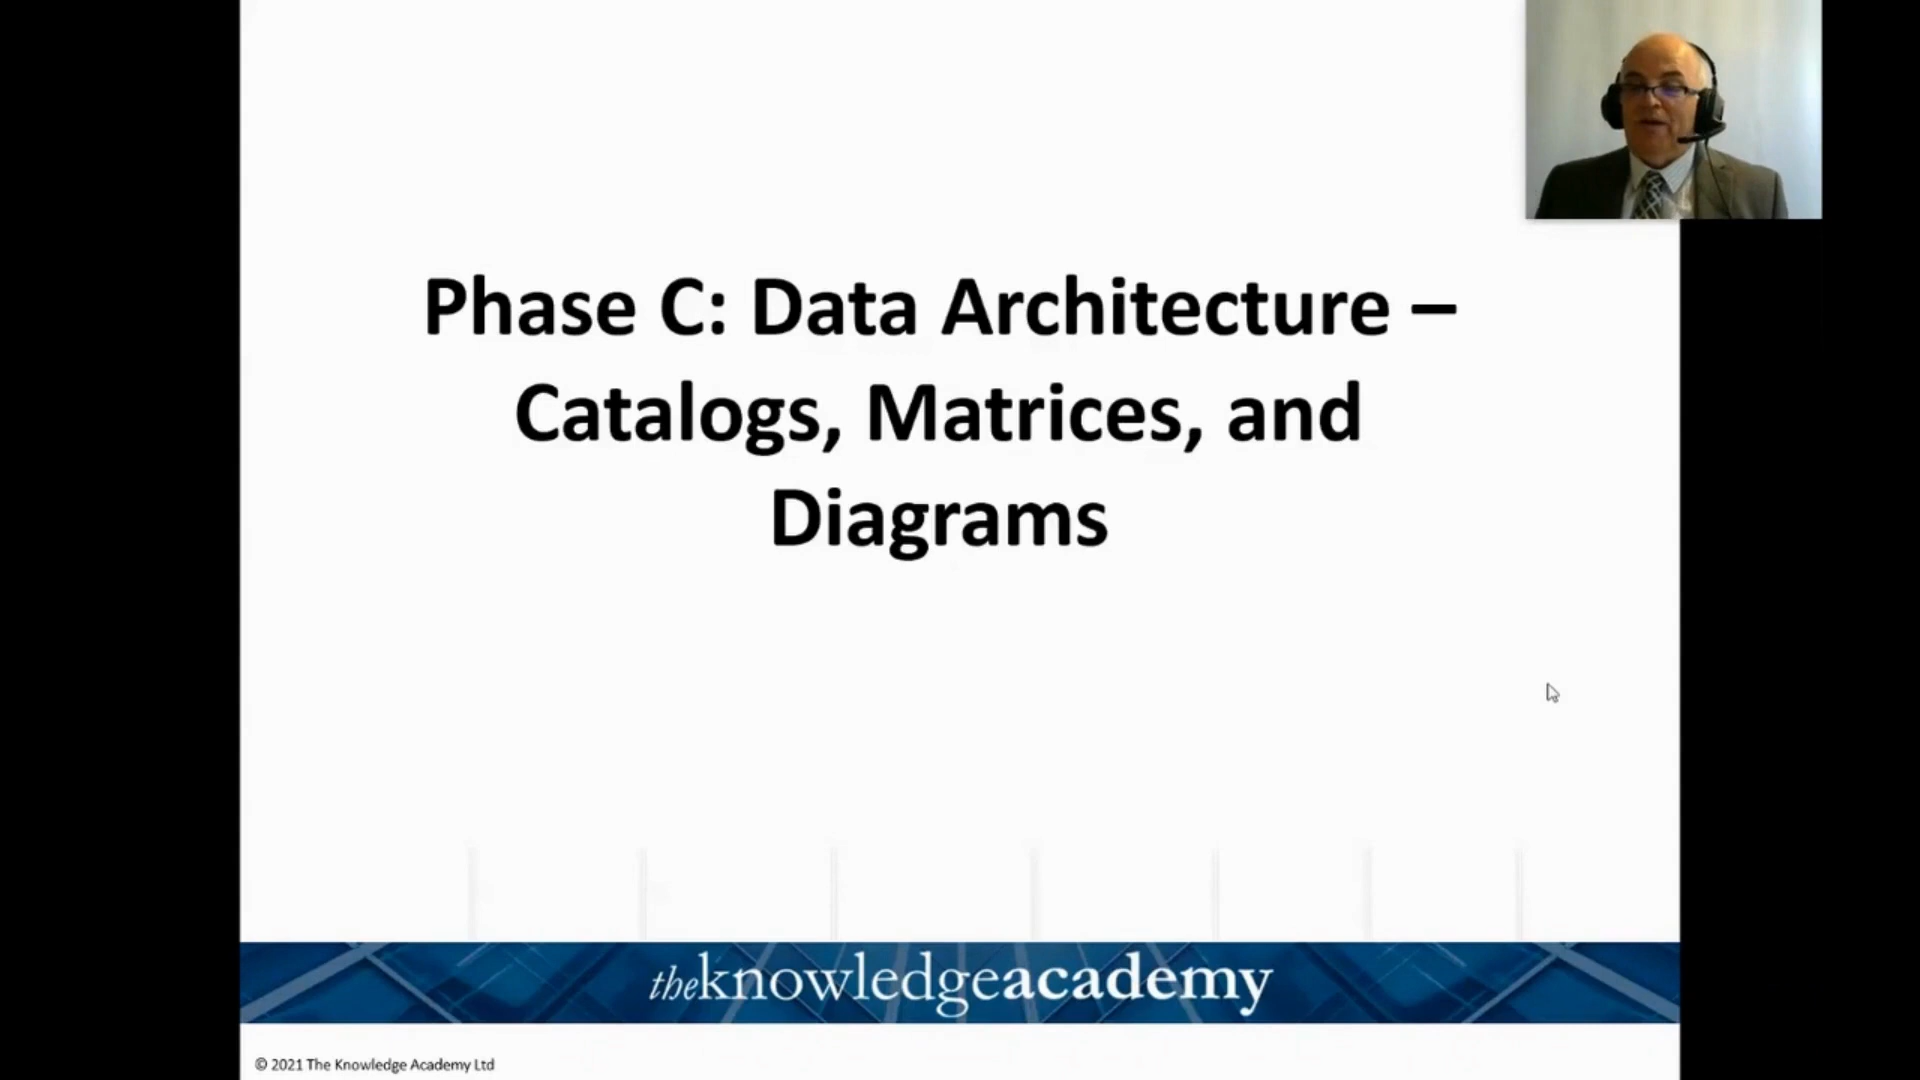 Phase C: Data Architecture –
Catalogs, Matrices, and
Diagrams
theknowledgeacademy
© 2021 The Knowledge Academy Ltd